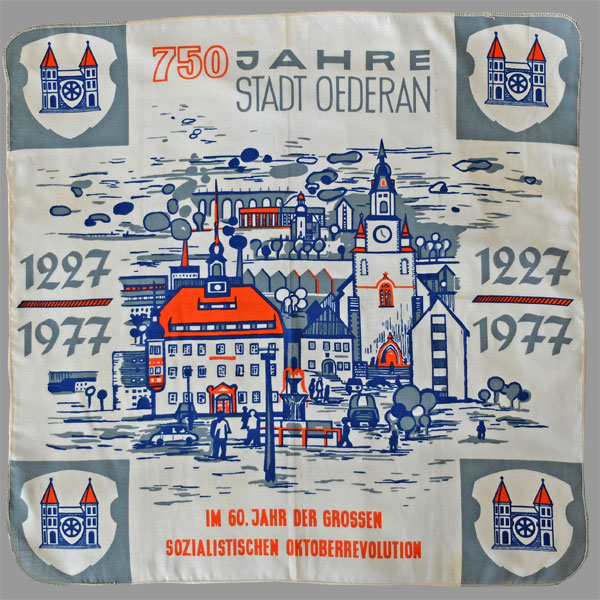 750 JAHRE
STADT OEDERAN
1227
1977
1227
1977
IM 60. JAHR DER GROSSEN
SOZIALISTISCHEN OKTOBERREVOLUTION